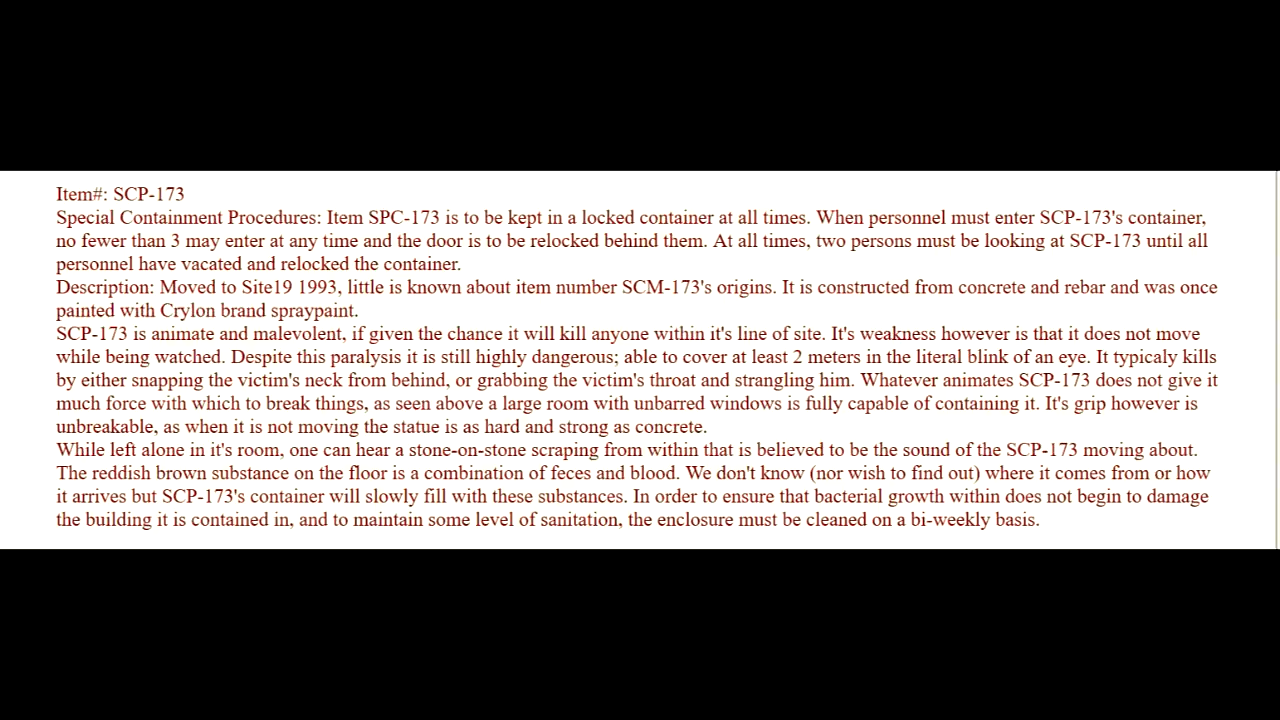 Item#: SCP-173
Special Containment Procedures: Item SPC-173 is to be kept in a locked container at all times. When personnel must enter SCP-173's container,
no fewer than 3 may enter at any time and the door is to be relocked behind them. At all times, two persons must be looking at SCP-173 until all
personnel have vacated and relocked the container.
Description: Moved to Site19 1993, little is known about item number SCM-173's origins. It is constructed from concrete and rebar and was once
painted with Crylon brand spraypaint.
SCP-173 is animate and malevolent, if given the chance it will kill anyone within it's line of site. It's weakness however is that it does not move
while being watched. Despite this paralysis it is still highly dangerous; able to cover at least 2 meters in the literal blink of an eye. It typicaly kills
by either snapping the victim's neck from behind, or grabbing the victim's throat and strangling him. Whatever animates SCP-173 does not give it
much force with which to break things, as seen above a large room with unbarred windows is fully capable of containing it. It's grip however is
unbreakable, as when it is not moving the statue is as hard and strong as concrete.
While left alone in it's room, one can hear a stone-on-stone scraping from within that is believed to be the sound of the SCP-173 moving about.
The reddish brown substance on the floor is a combination of feces and blood. We don't know (nor wish to find out) where it comes from or how
it arrives but SCP-173's container will slowly fill with these substances. In order to ensure that bacterial growth within does not begin to damage
the building it is contained in, and to maintain some level of sanitation, the enclosure must be cleaned on a bi-weekly basis.